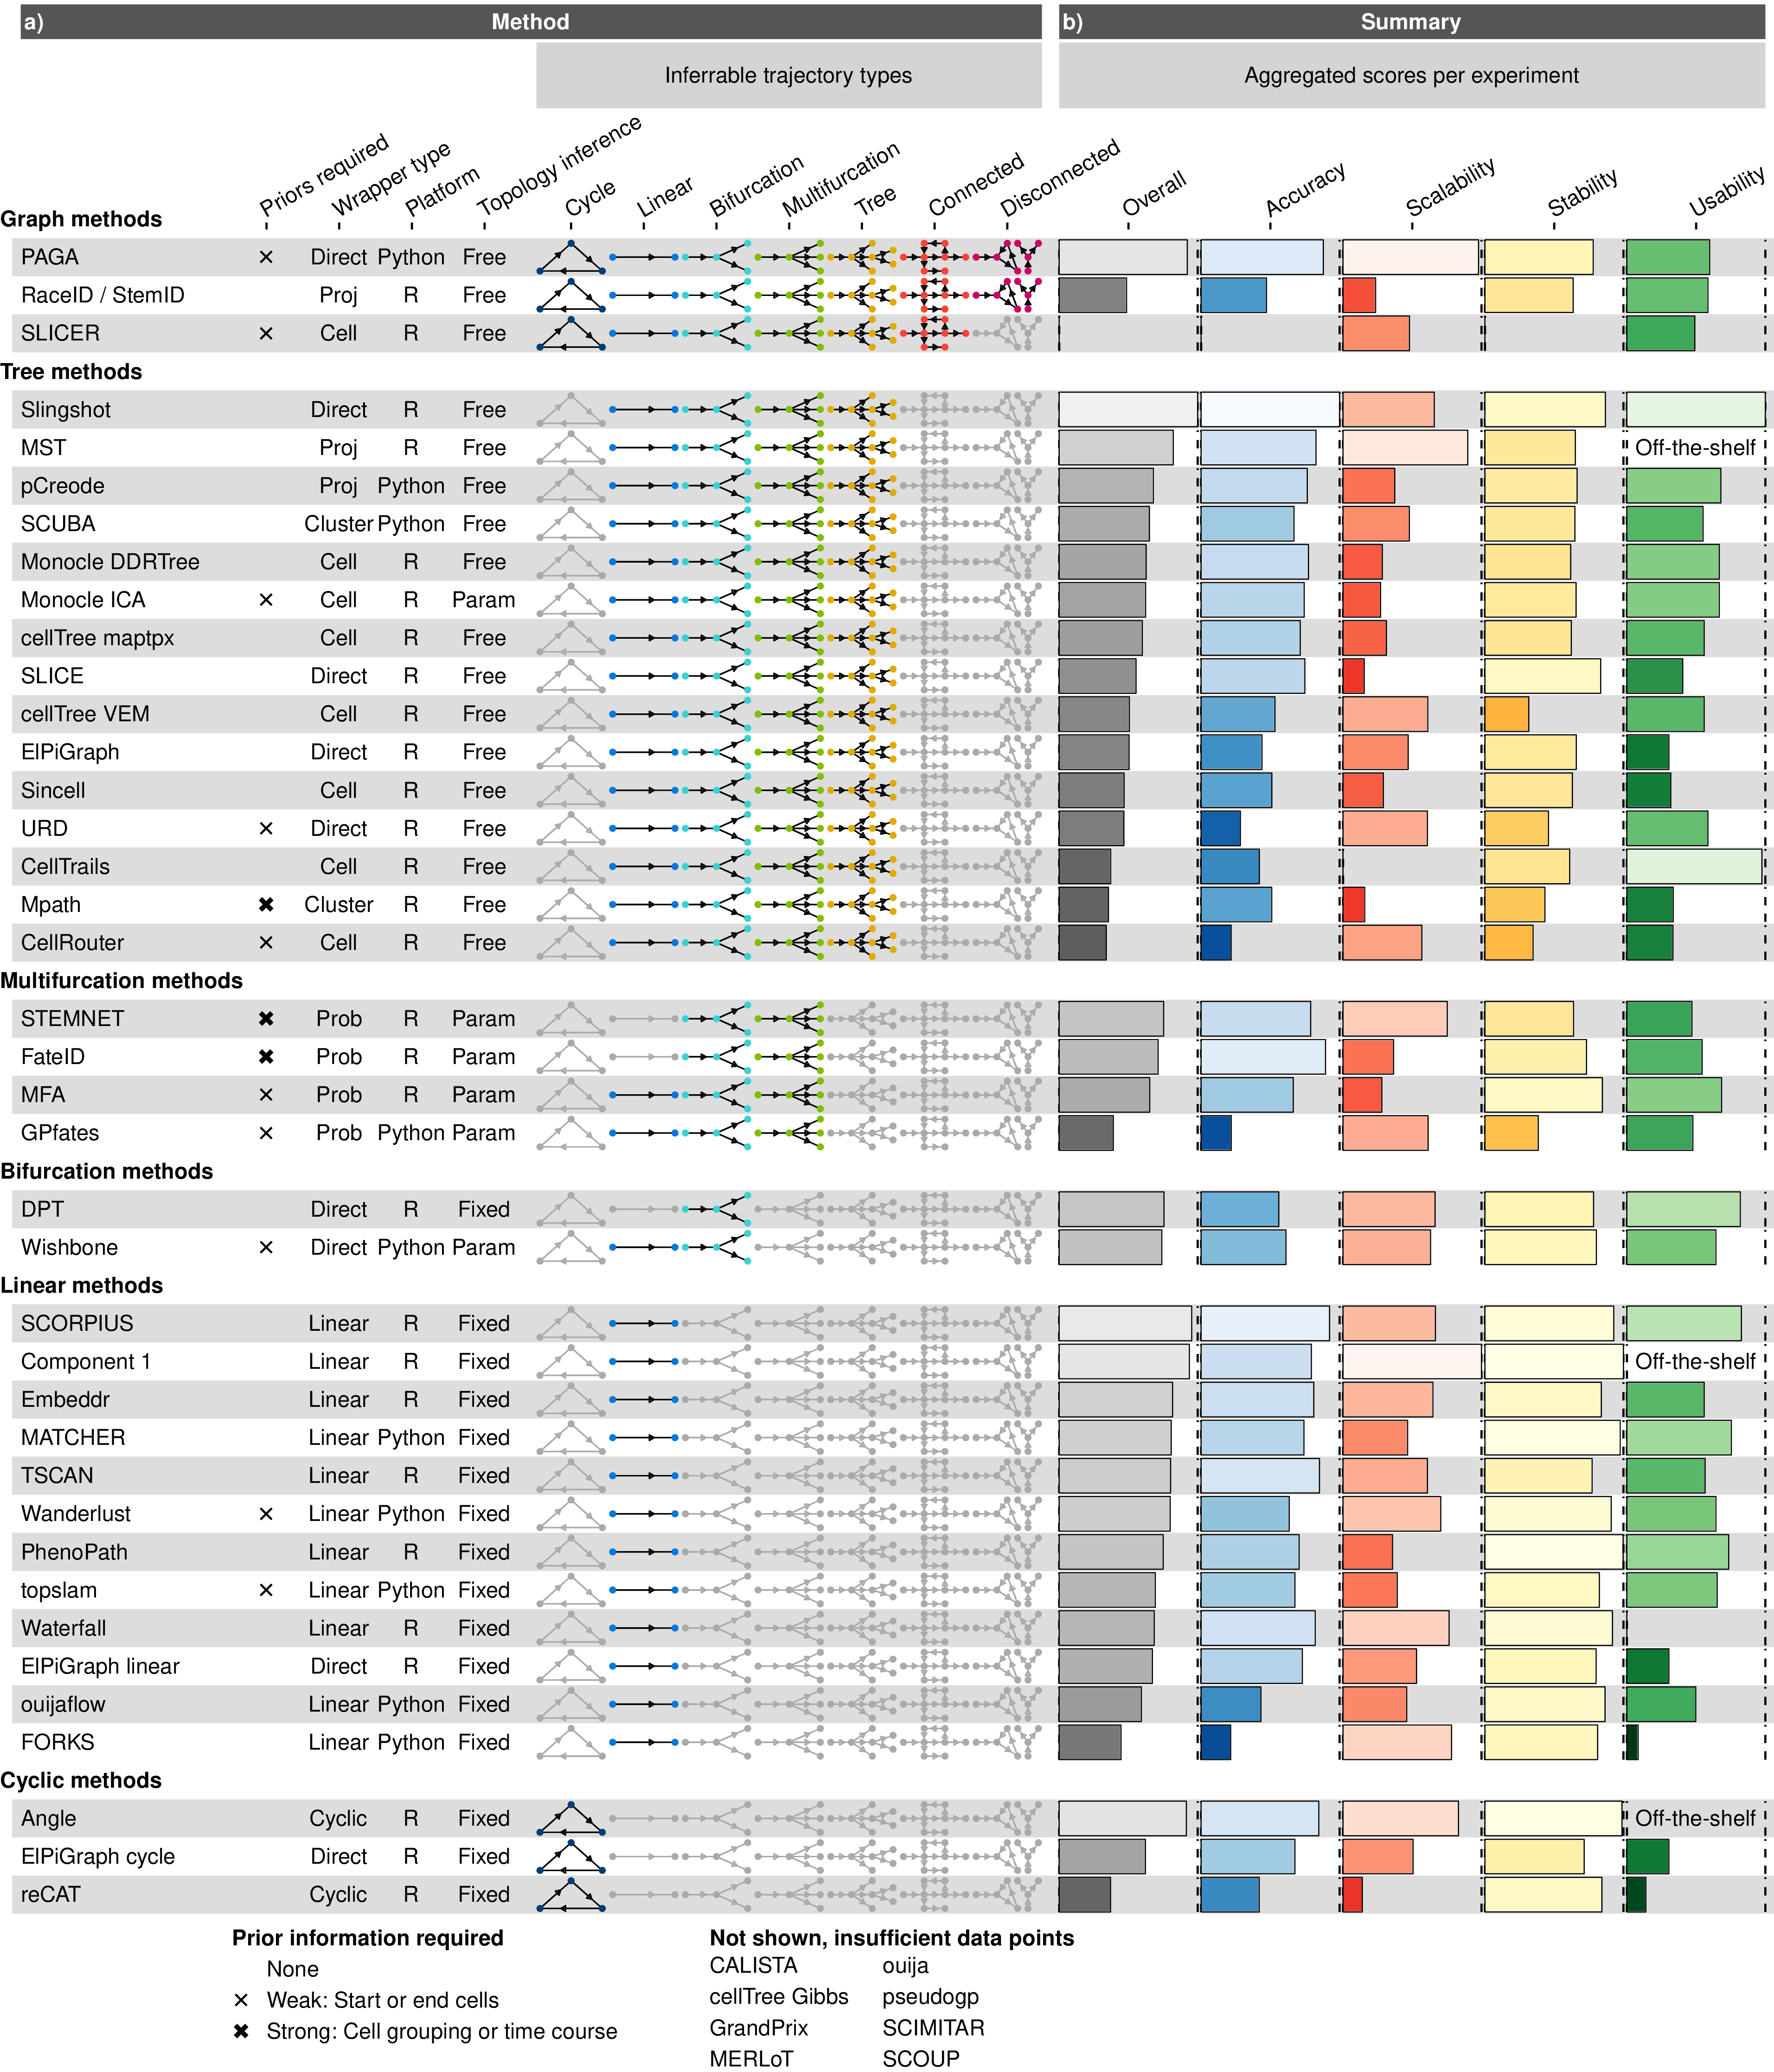 a) Method b) Summary
Inferrable trajectory types Aggregated scores per experiment
Priors required Wrapper type Platform Topology inference Cycle Linear Bifurcation Multifurcation Tree Connected Disconnected Overall Accuracy Scalability Stability Usability
Graph methods
PAGA × Direct Python Free
RaceID / StemID Proj R Free
SLICER × Cell R Free
Tree methods
Slingshot Direct R Free
MST Proj R Free Off-the-shelf
pCreode Proj Python Free
SCUBA Cluster Python Free
Monocle DDRTree Cell R Free
Monocle ICA × Cell R Param
cellTree maptpx Cell R Free
SLICE Direct R Free
cellTree VEM Cell R Free
ElPiGraph Direct R Free
Sincell Cell R Free
URD × Direct R Free
CellTrails Cell R Free
Mpath ✖ Cluster R Free
CellRouter × Cell R Free
Multifurcation methods
STEMNET ✖ Prob R Param
FateID ✖ Prob R Param
MFA × Prob R Param
GPfates × Prob Python Param
Bifurcation methods
DPT Direct R Fixed
Wishbone × Direct Python Param
Linear methods
SCORPIUS Linear R Fixed
Component 1 Linear R Fixed Off-the-shelf
Embeddr Linear R Fixed
MATCHER Linear Python Fixed
TSCAN Linear R Fixed
Wanderlust × Linear Python Fixed
PhenoPath Linear R Fixed
topslam × Linear Python Fixed
Waterfall Linear R Fixed
ElPiGraph linear Direct R Fixed
ouijaflow Linear Python Fixed
FORKS Linear Python Fixed
Cyclic methods
Angle Cyclic R Fixed Off-the-shelf
ElPiGraph cycle Direct R Fixed
reCAT Cyclic R Fixed
Prior information required
None
× Weak: Start or end cells
✖ Strong: Cell grouping or time course
Not shown, insufficient data points
CALISTA ouija
cellTree Gibbs pseudogp
GrandPrix SCIMITAR
MERLoT SCOUP